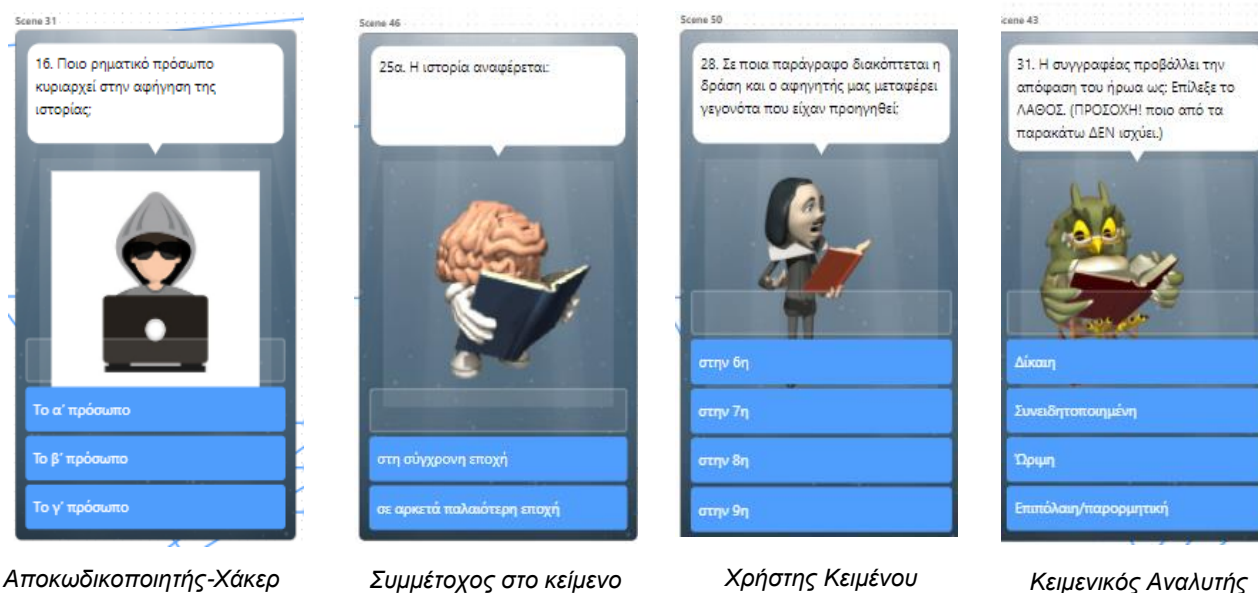 Scene 31
16. Ποιο ρηματικό πρόσωπο
κυριαρχεί στην αφήγηση της
ιστορίας;
Το α΄ πρόσωπο
Το β΄ πρόσωπο
Το γ΄ πρόσωπο
Αποκωδικοποιητής-Χάκερ
Scene 46
25α. Η ιστορία αναφέρεται:
στη σύγχρονη εποχή
σε αρκετά παλαιότερη εποχή
Συμμέτοχος στο κείμενο
Scene 50
28. Σε ποια παράγραφο διακόπτεται η
δράση και ο αφηγητής μας μεταφέρει
γεγονότα που είχαν προηγηθεί;
στην 6η
στην 7η
στην 8η
στην 9η
Χρήστης Κειμένου
Scene 43
31. Η συγγραφέας προβάλλει την
απόφαση του ήρωα ως: Επίλεξε το
ΛΑΘΟΣ. (ΠΡΟΣΟΧΗ! ποιο από τα
παρακάτω ΔΕΝ ισχύει.)
Δίκαιη
Συνειδητοποιημένη
Ώριμη
Επιπόλαιη/παρορμητική
Κειμενικός Αναλυτής